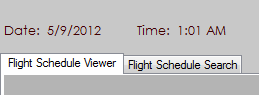 Date: 5/9/2012 Time: 1:01 AM
Flight Schedule Viewer Flight Schedule Search